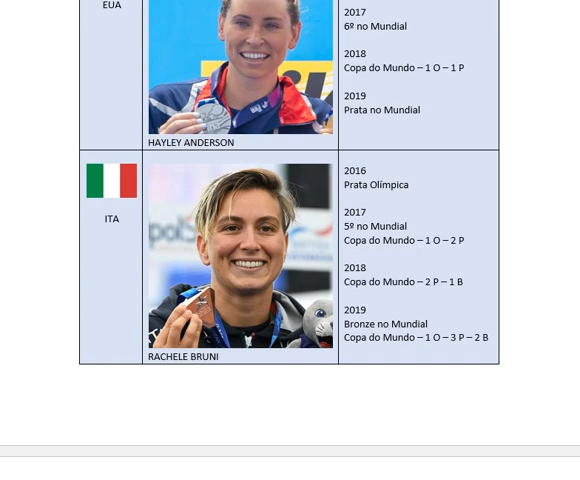 EUA
2017
6º no Mundial
2018
Copa do Mundo – 1 O – 1 P
2019
Prata no Mundial
HAYLEY ANDERSON
ITA
2016
Prata Olímpica
2017
5º no Mundial
Copa do Mundo – 1 O – 2 P
2018
Copa do Mundo – 2 P – 1 B
2019
Bronze no Mundial
Copa do Mundo – 1 O – 3 P – 2 B
RACHELE BRUNI